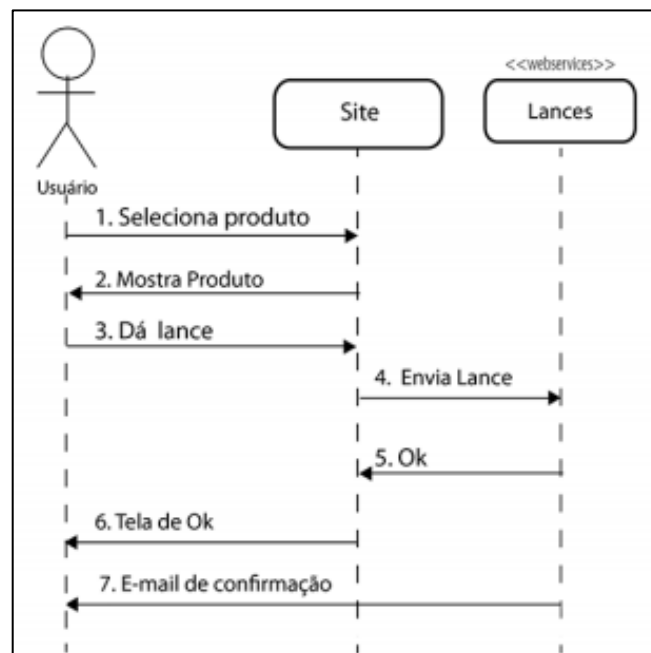 <<webservices>>
Site
Lances
Usuário
1. Seleciona produto
2. Mostra Produto
3. Dá lance
4. Envia Lance
5. Ok
6. Tela de Ok
7. E-mail de confirmação